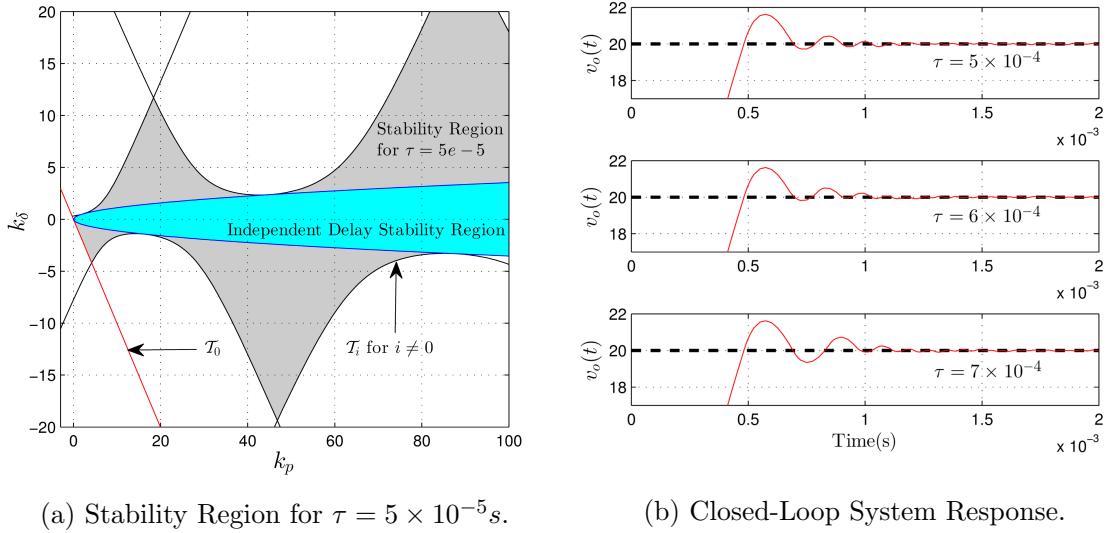 20
15
10
5
0
−5
−10
−15
−20
0
20
40
60
80
100
k_δ
k_p
Stability Region
for τ = 5e − 5
Independent Delay Stability Region
𝒯_0
𝒯_i for i ≠ 0
(a) Stability Region for τ = 5 × 10^{−5}s.
22
20
18
v_o(t)
τ = 5 × 10^{−4}
0
0.5
1
1.5
2
x 10^{−3}
22
20
18
v_o(t)
τ = 6 × 10^{−4}
0
0.5
1
1.5
2
x 10^{−3}
22
20
18
v_o(t)
τ = 7 × 10^{−4}
0
0.5
1
1.5
2
Time(s)
x 10^{−3}
(b) Closed-Loop System Response.